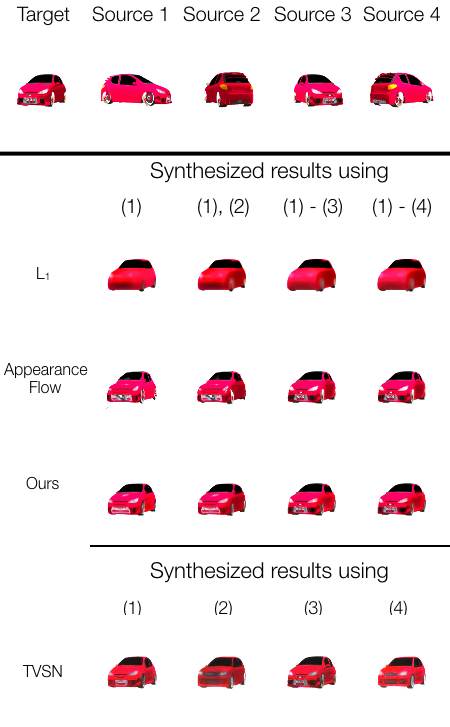 Target Source 1 Source 2 Source 3 Source 4
Synthesized results using
(1) (1), (2) (1) - (3) (1) - (4)
L₁
Appearance
Flow
Ours
Synthesized results using
(1) (2) (3) (4)
TVSN